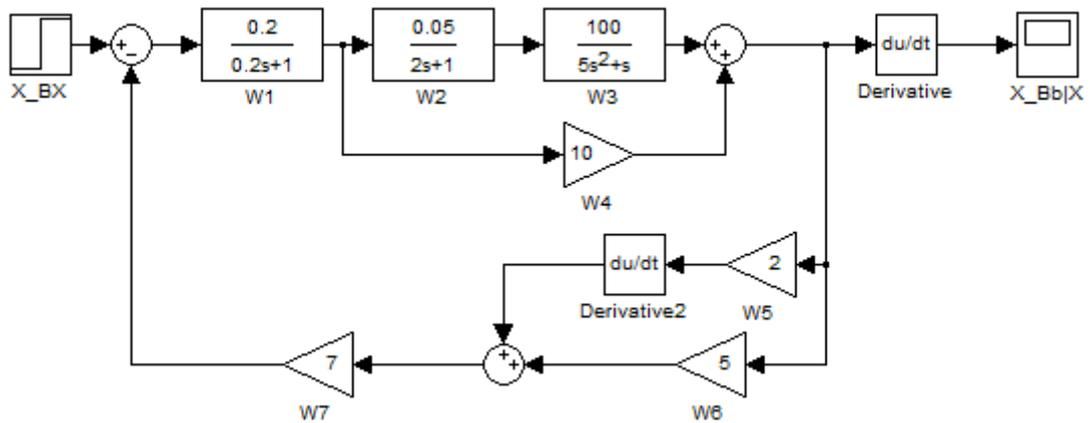 X_BX
+
−
0.2
0.2s+1
W1
0.05
2s+1
W2
100
5s2+s
W3
+
+
du/dt
Derivative
X_Bb|X
10
W4
2
W5
du/dt
Derivative2
+
+
5
W6
7
W7